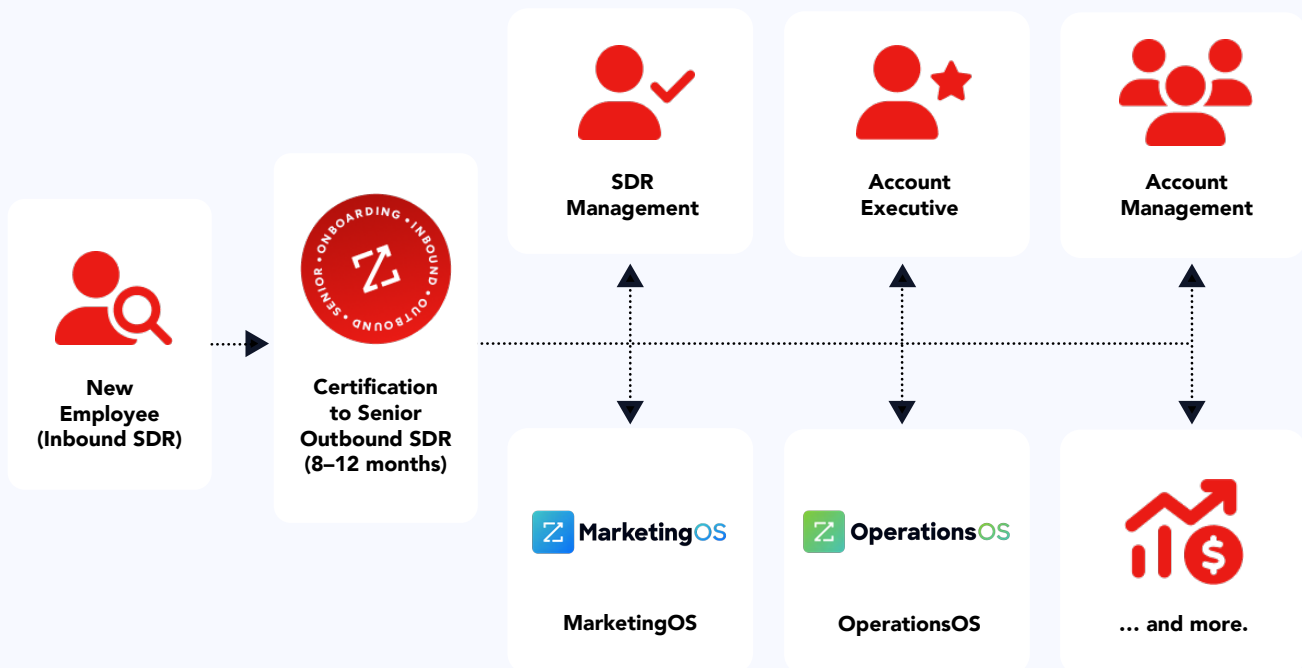 New
Employee
(Inbound SDR)
SENIOR • ONBOARDING • INBOUND • OUTBOUND •
Certification
to Senior
Outbound SDR
(8–12 months)
SDR
Management
Account
Executive
Account
Management
MarketingOS
MarketingOS
OperationsOS
OperationsOS
$
... and more.